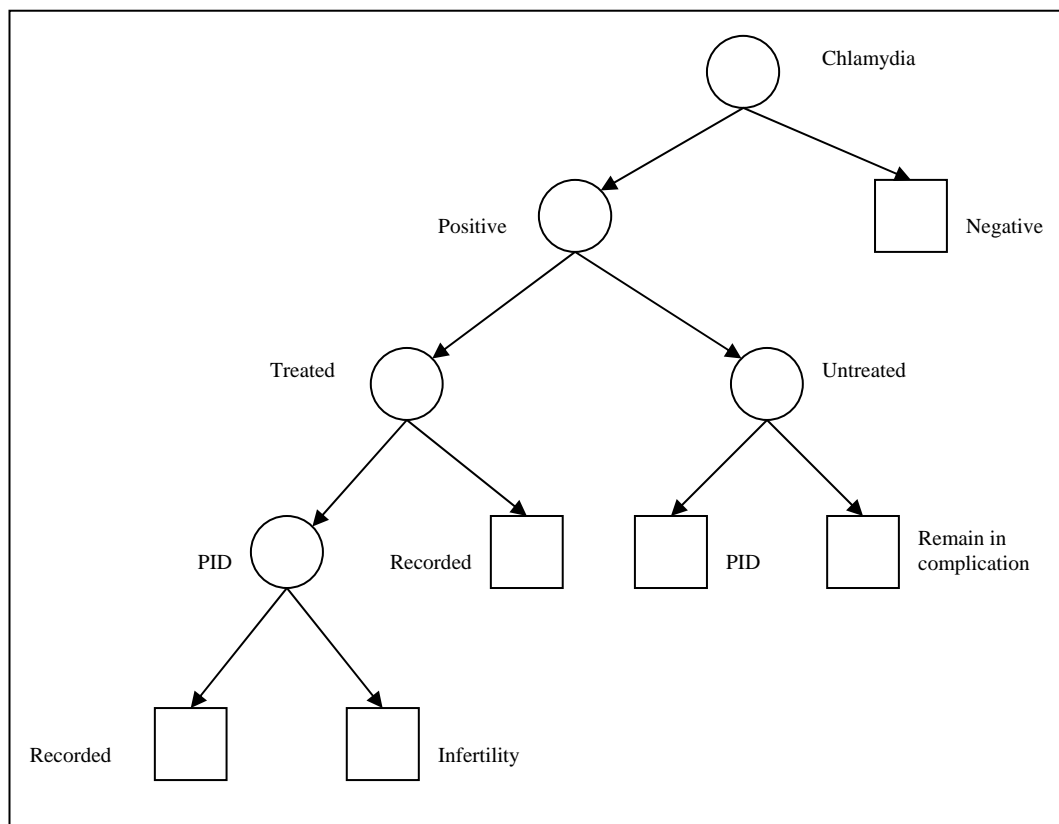 Chlamydia
Positive
Negative
Treated
Untreated
PID
Recorded
PID
Remain in
complication
Recorded
Infertility